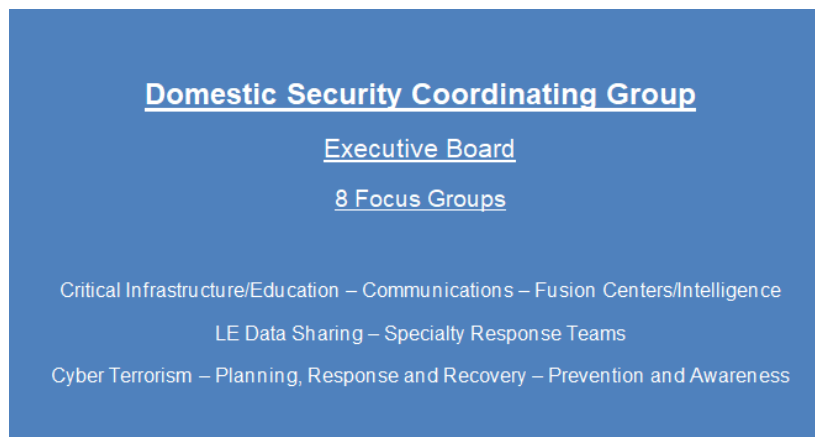 Domestic Security Coordinating Group
Executive Board
8 Focus Groups
Critical Infrastructure/Education – Communications – Fusion Centers/Intelligence
LE Data Sharing – Specialty Response Teams
Cyber Terrorism – Planning, Response and Recovery – Prevention and Awareness